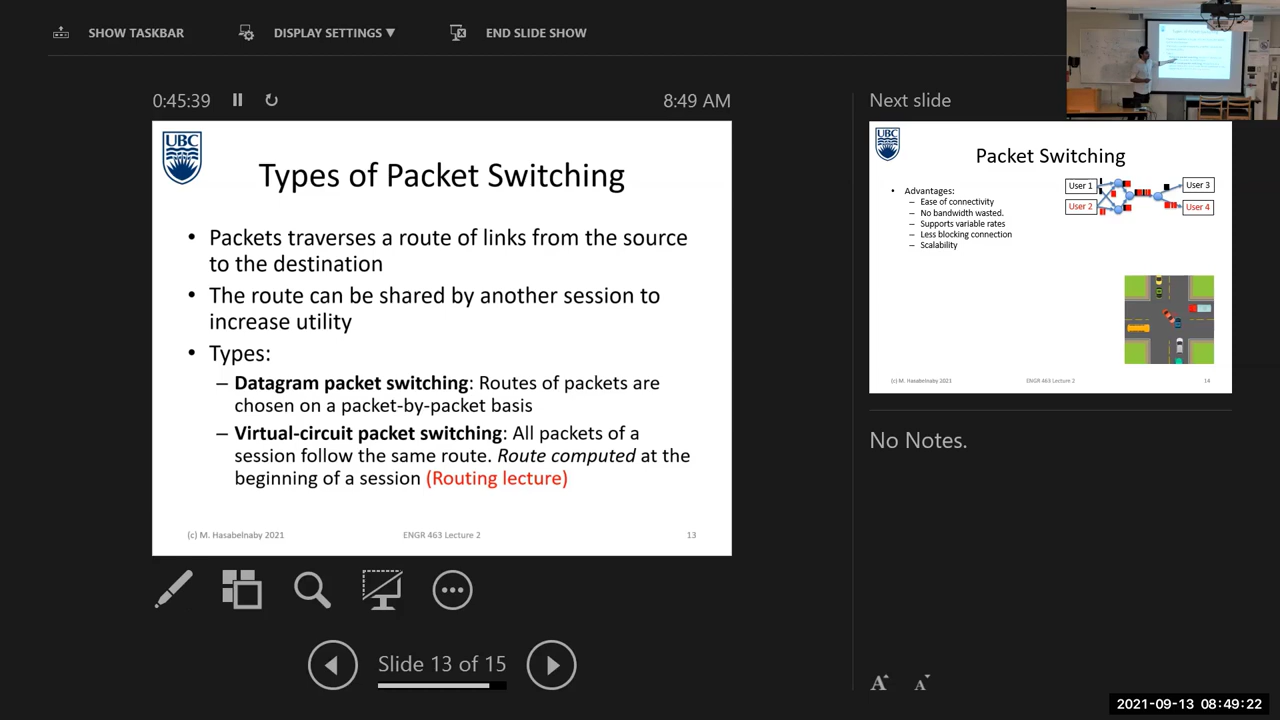 SHOW TASKBAR
DISPLAY SETTINGS ▼
END SLIDE SHOW
0:45:39
8:49 AM
UBC
Types of Packet Switching
• Packets traverses a route of links from the source
to the destination
• The route can be shared by another session to
increase utility
• Types:
– Datagram packet switching: Routes of packets are
chosen on a packet-by-packet basis
– Virtual-circuit packet switching: All packets of a
session follow the same route. Route computed at the
beginning of a session (Routing lecture)
(c) M. Hasabelnaby 2021
ENGR 463 Lecture 2
13
Slide 13 of 15
Next slide
UBC
Packet Switching
• Advantages:
– Ease of connectivity
– No bandwidth wasted.
– Supports variable rates
– Less blocking connection
– Scalability
User 1
User 2
User 3
User 4
(c) M. Hasabelnaby 2021
ENGR 463 Lecture 2
14
No Notes.
A A
2021-09-13 08:49:22